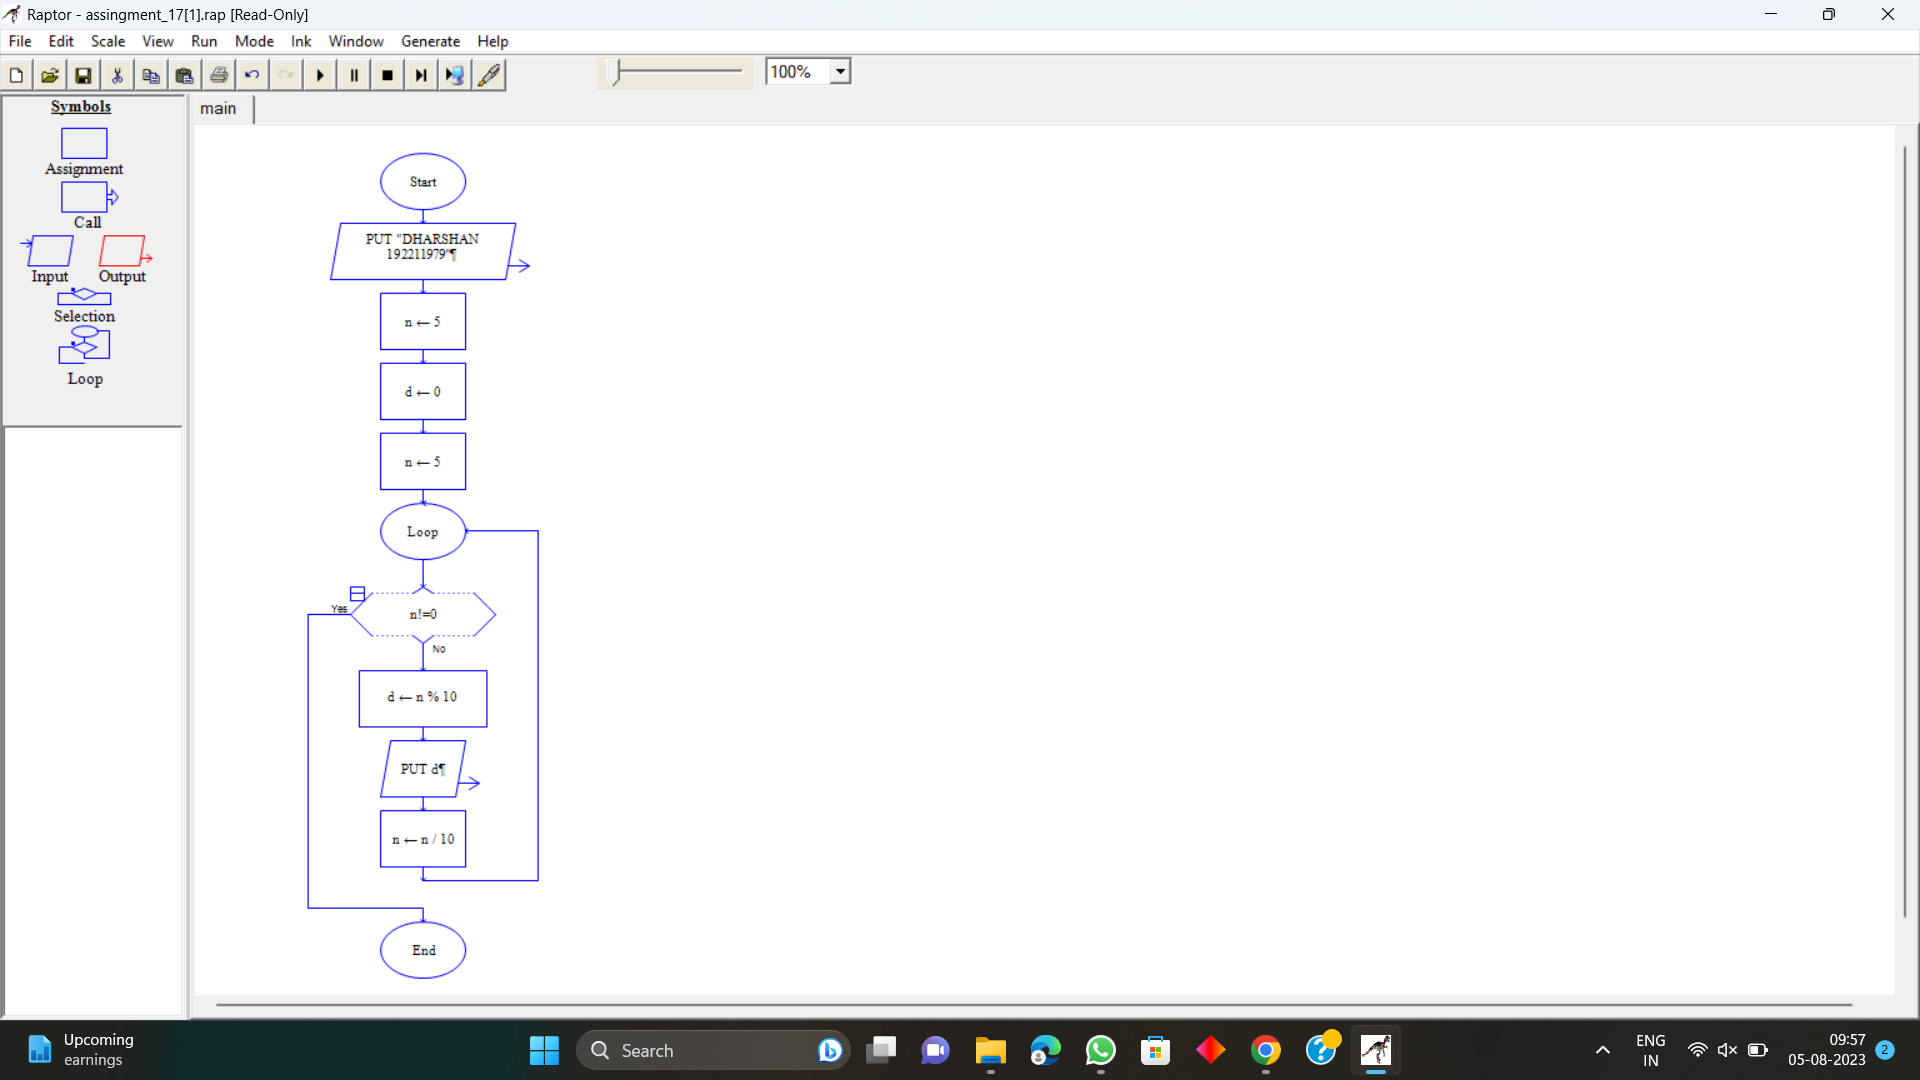 Raptor - assingment_17[1].rap [Read-Only]
File Edit Scale View Run Mode Ink Window Generate Help
100%
Symbols
Assignment
Call
Input Output
Selection
Loop
main
Start
PUT "DHARSHAN
192211979"¶
n ← 5
d ← 0
n ← 5
Loop
Yes
n!=0
No
d ← n % 10
PUT d¶
n ← n / 10
End
Upcoming
earnings
Search
ENG
IN
09:57
05-08-2023
2